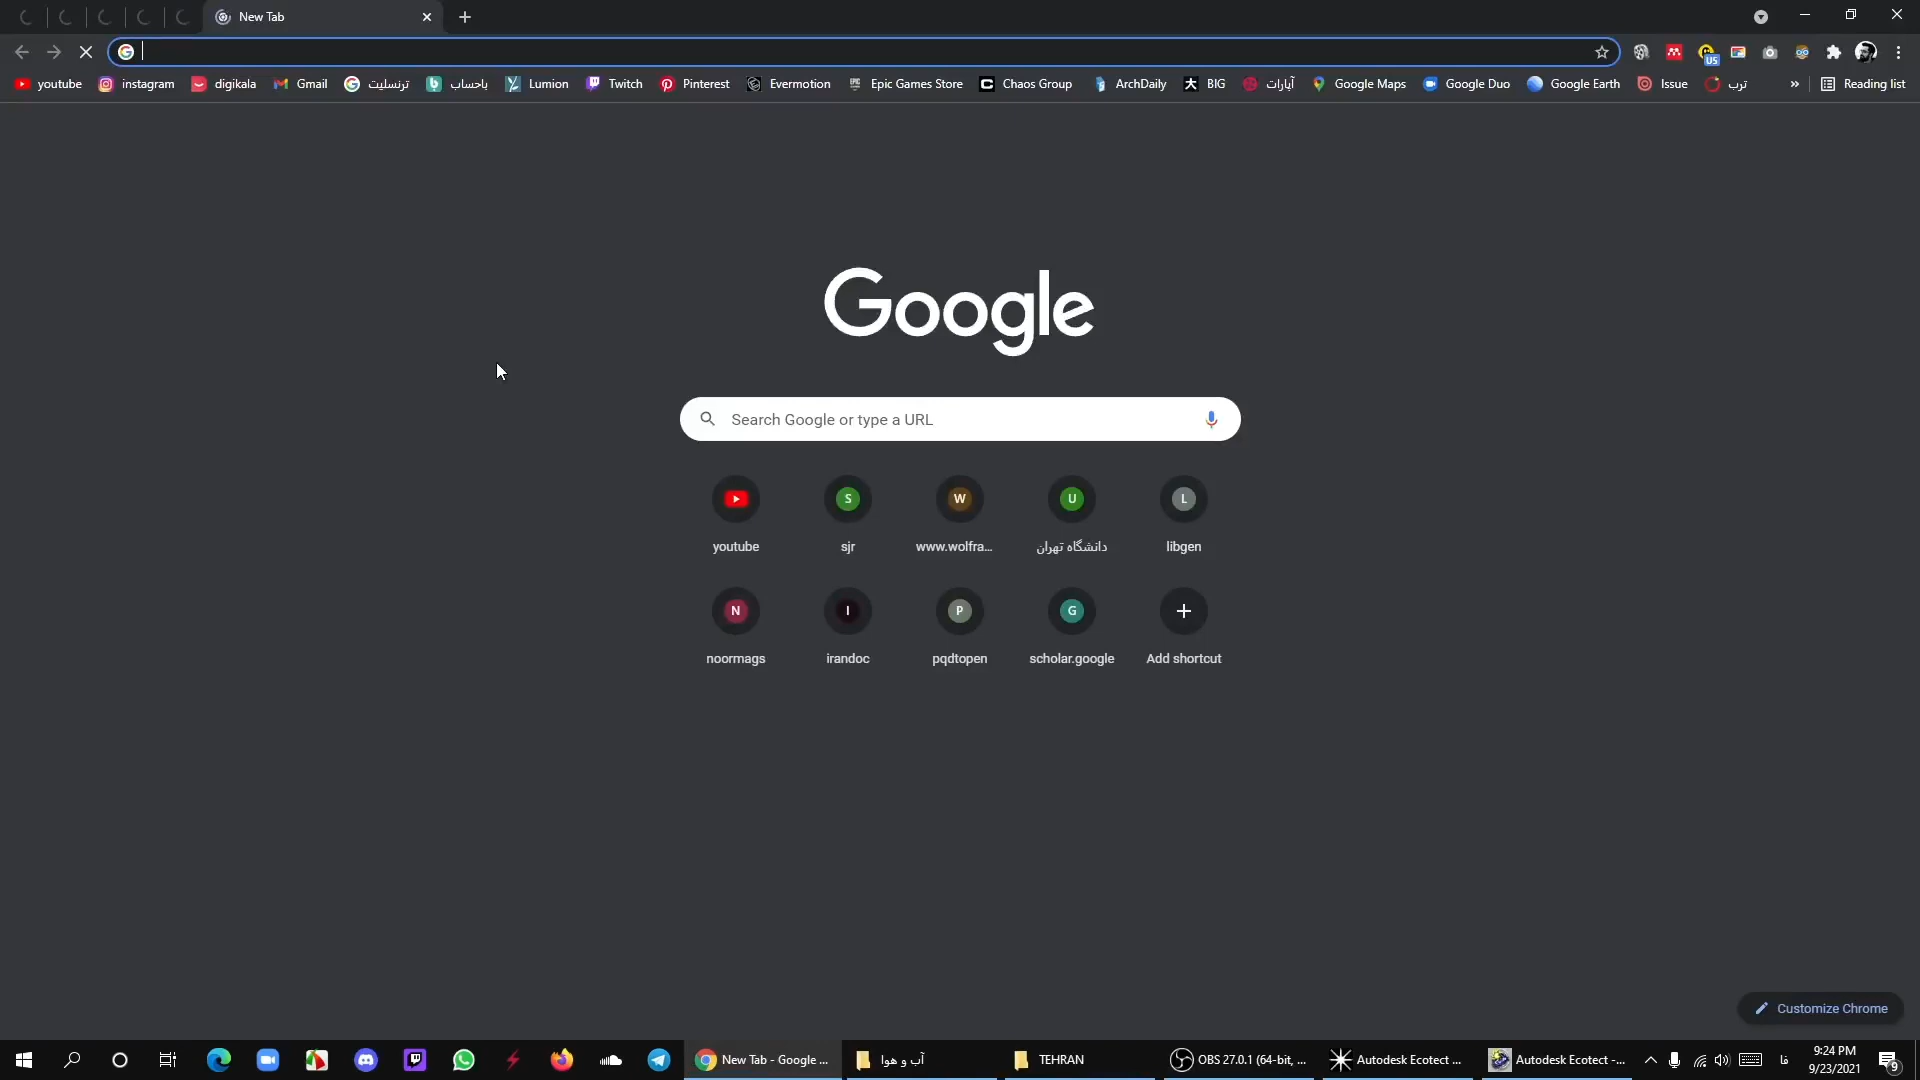 New Tab
youtube
instagram
digikala
Gmail
ترنسلیت
باحساب
Lumion
Twitch
Pinterest
Evermotion
Epic Games Store
Chaos Group
ArchDaily
BIG
آپارات
Google Maps
Google Duo
Google Earth
Issue
ترب
»
Reading list
US
Google
Search Google or type a URL
S
W
U
L
youtube
sjr
www.wolfra...
دانشگاه تهران
libgen
N
I
P
G
noormags
irandoc
pqdtopen
scholar.google
Add shortcut
Customize Chrome
New Tab - Google ...
آب و هوا
TEHRAN
OBS 27.0.1 (64-bit, ...
Autodesk Ecotect ...
Autodesk Ecotect -...
فا
9:24 PM
9/23/2021
9